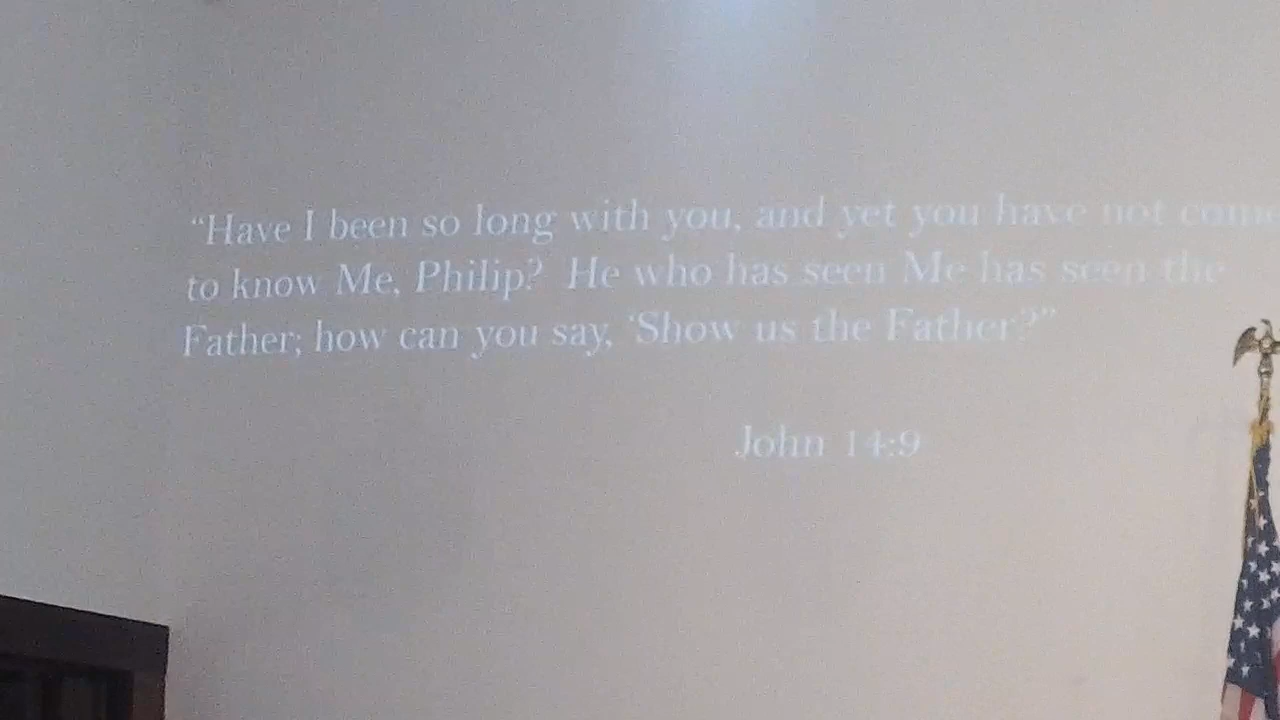 “Have I been so long with you, and yet you have not come
to know Me, Philip? He who has seen Me has seen the
Father; how can you say, ‘Show us the Father?”
John 14:9